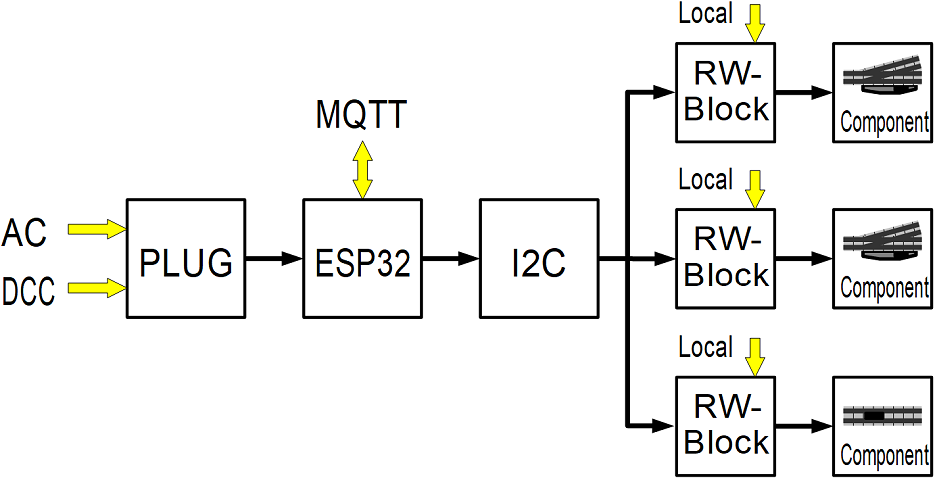 Local
RW-
Block
Component
MQTT
Local
AC
DCC
PLUG
ESP32
I2C
RW-
Block
Component
Local
RW-
Block
Component